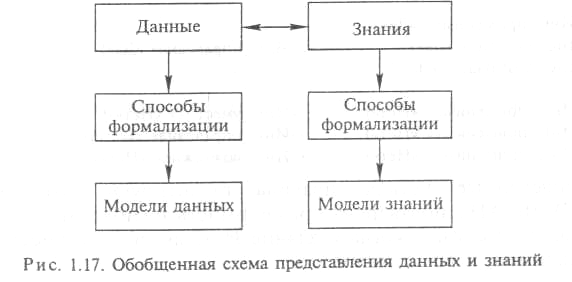 Данные
Знания
Способы
формализации
Способы
формализации
Модели данных
Модели знаний
Рис. 1.17. Обобщенная схема представления данных и знаний